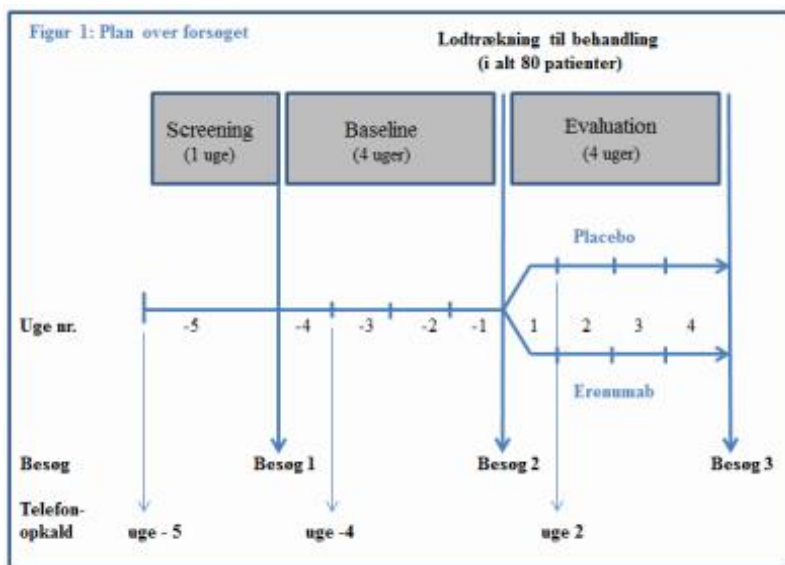 Figur 1: Plan over forsøget
Lodtrækning til behandling
(i alt 80 patienter)
Screening
(1 uge)
Baseline
(4 uger)
Evaluation
(4 uger)
Placebo
Uge nr.
-5 -4 -3 -2 -1 1 2 3 4
Erenumab
Besøg
Besøg 1
Besøg 2
Besøg 3
Telefon-
opkald
uge - 5
uge -4
uge 2